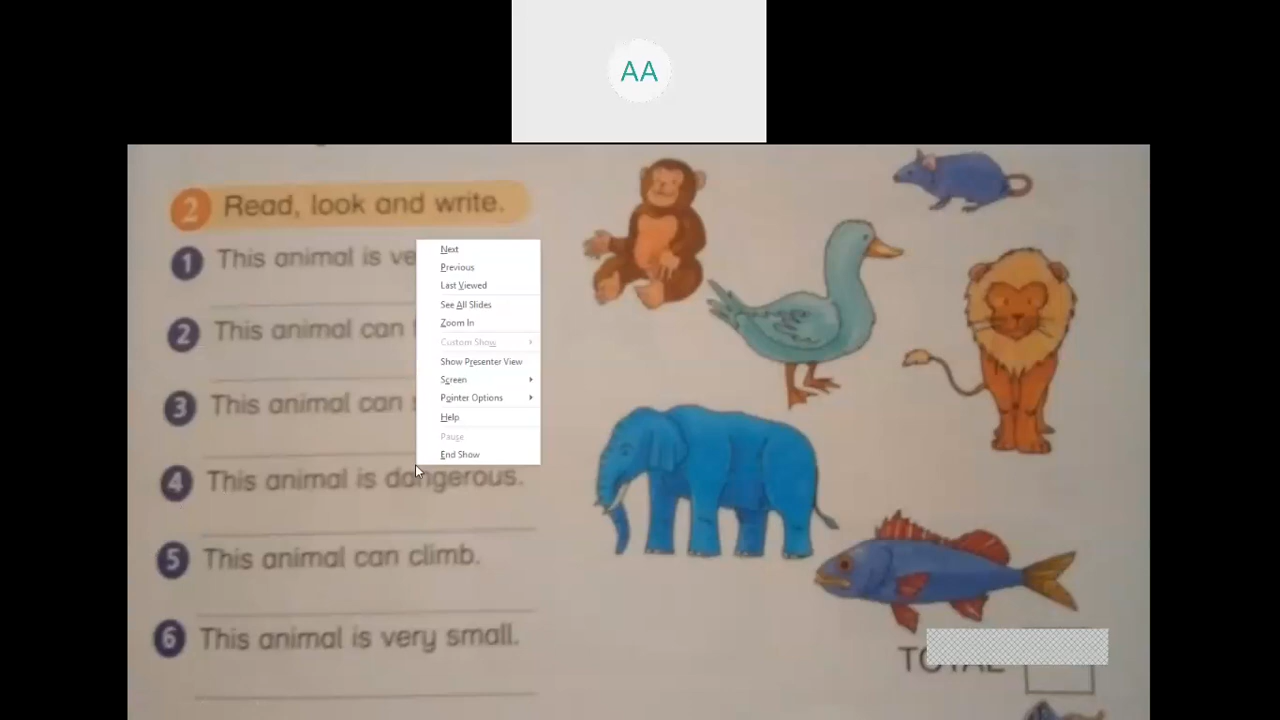 AA
2 Read, look and write.
1 This animal is ve
2 This animal can
3 This animal can
4 This animal is dangerous.
5 This animal can climb.
6 This animal is very small.
Next
Previous
Last Viewed
See All Slides
Zoom In
Custom Show
Show Presenter View
Screen
Pointer Options
Help
Pause
End Show
TOTAL